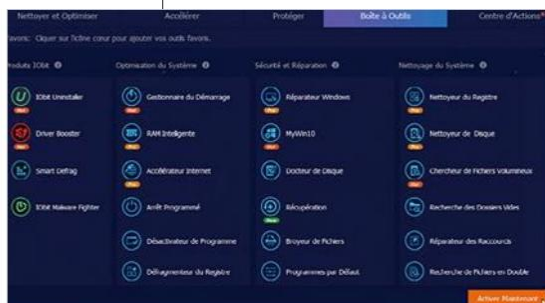 Nettoyer et Optimiser
Accélérer
Protéger
Boîte à Outils
Centre d'Actions
avoris: Cliquer sur l'icône cœur pour ajouter vos outils favoris.
roduits IObit
Optimisation du Système
Sécurité et Réparation
Nettoyage du Système
IObit Uninstaller
Gestionnaire du Démarrage
Réparateur Windows
Nettoyeur du Registre
Driver Booster
RAM Intelligente
MyWin10
Nettoyeur de Disque
Smart Defrag
Accélérateur Internet
Docteur de Disque
Chercheur de Fichiers Volumineux
IObit Malware Fighter
Arrêt Programmé
Récupération
Recherche des Dossiers Vides
Désactivateur de Programme
Broyeur de Fichiers
Réparateur des Raccourcis
Défragmenteur du Registre
Programmes par Défaut
Recherche de Fichiers en Double
Activer Maintenant